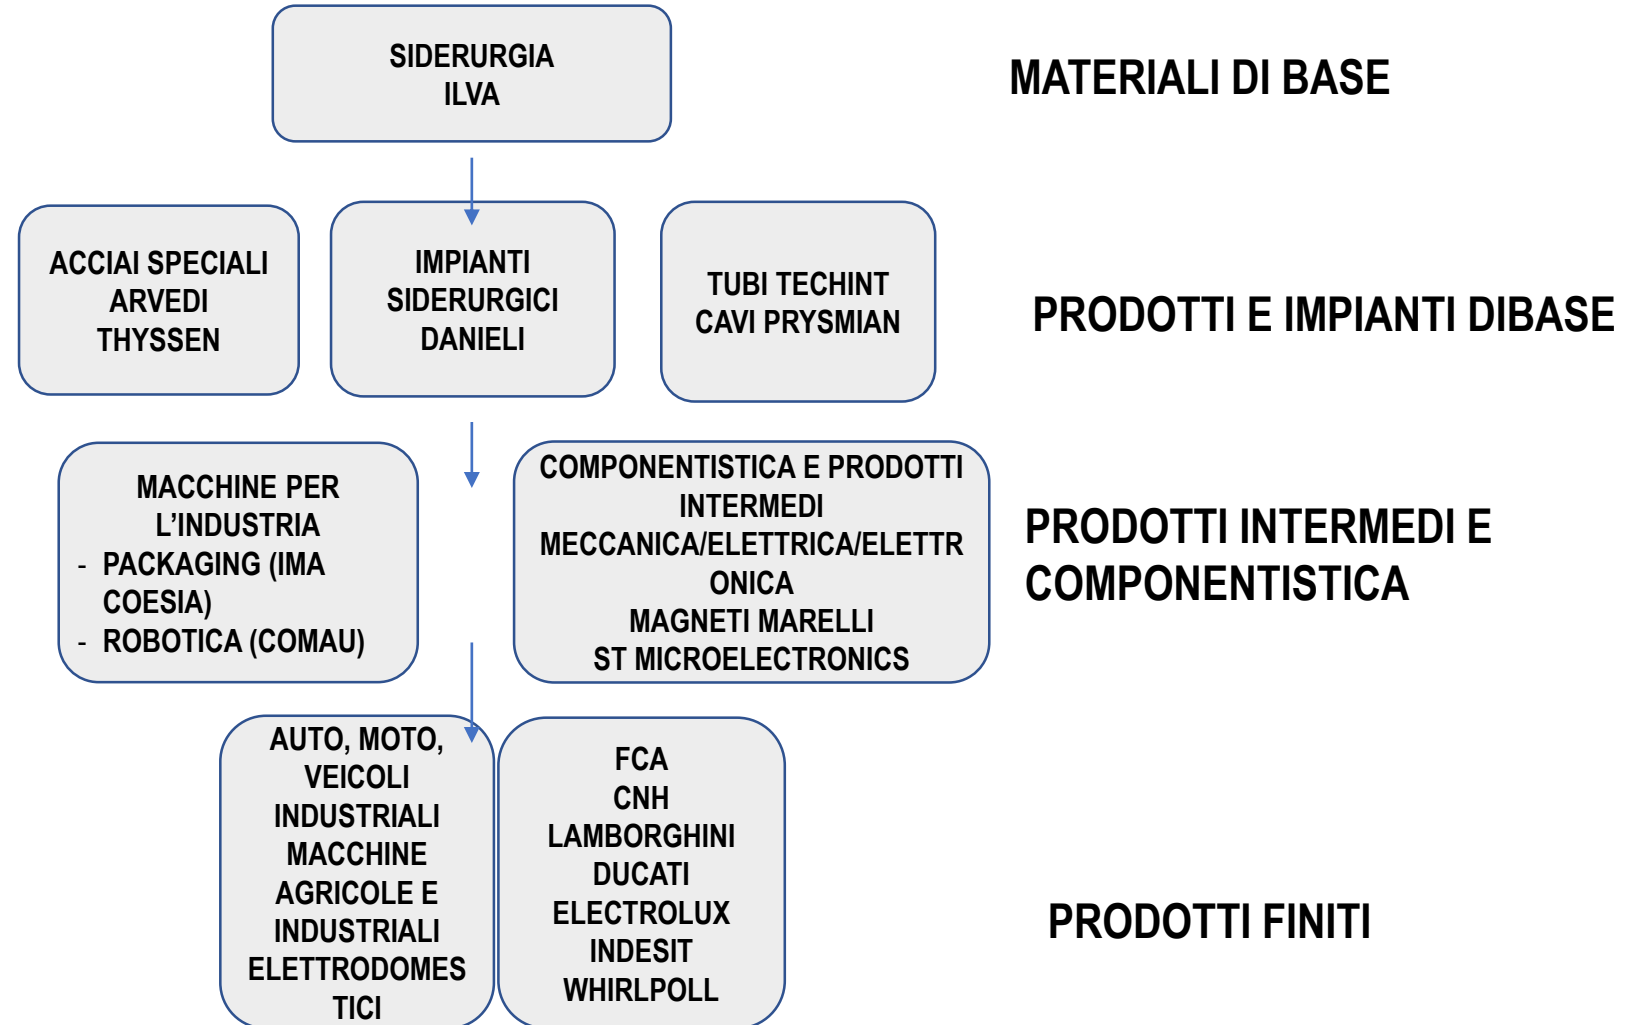 SIDERURGIA
ILVA
MATERIALI DI BASE
ACCIAI SPECIALI
ARVEDI
THYSSEN
IMPIANTI
SIDERURGICI
DANIELI
TUBI TECHINT
CAVI PRYSMIAN
PRODOTTI E IMPIANTI DIBASE
MACCHINE PER
L'INDUSTRIA
- PACKAGING (IMA
COESIA)
- ROBOTICA (COMAU)
COMPONENTISTICA E PRODOTTI
INTERMEDI
MECCANICA/ELETTRICA/ELETTR
ONICA
MAGNETI MARELLI
ST MICROELECTRONICS
PRODOTTI INTERMEDI E
COMPONENTISTICA
AUTO, MOTO,
VEICOLI
INDUSTRIALI
MACCHINE
AGRICOLE E
INDUSTRIALI
ELETTRODOMES
TICI
FCA
CNH
LAMBORGHINI
DUCATI
ELECTROLUX
INDESIT
WHIRLPOLL
PRODOTTI FINITI